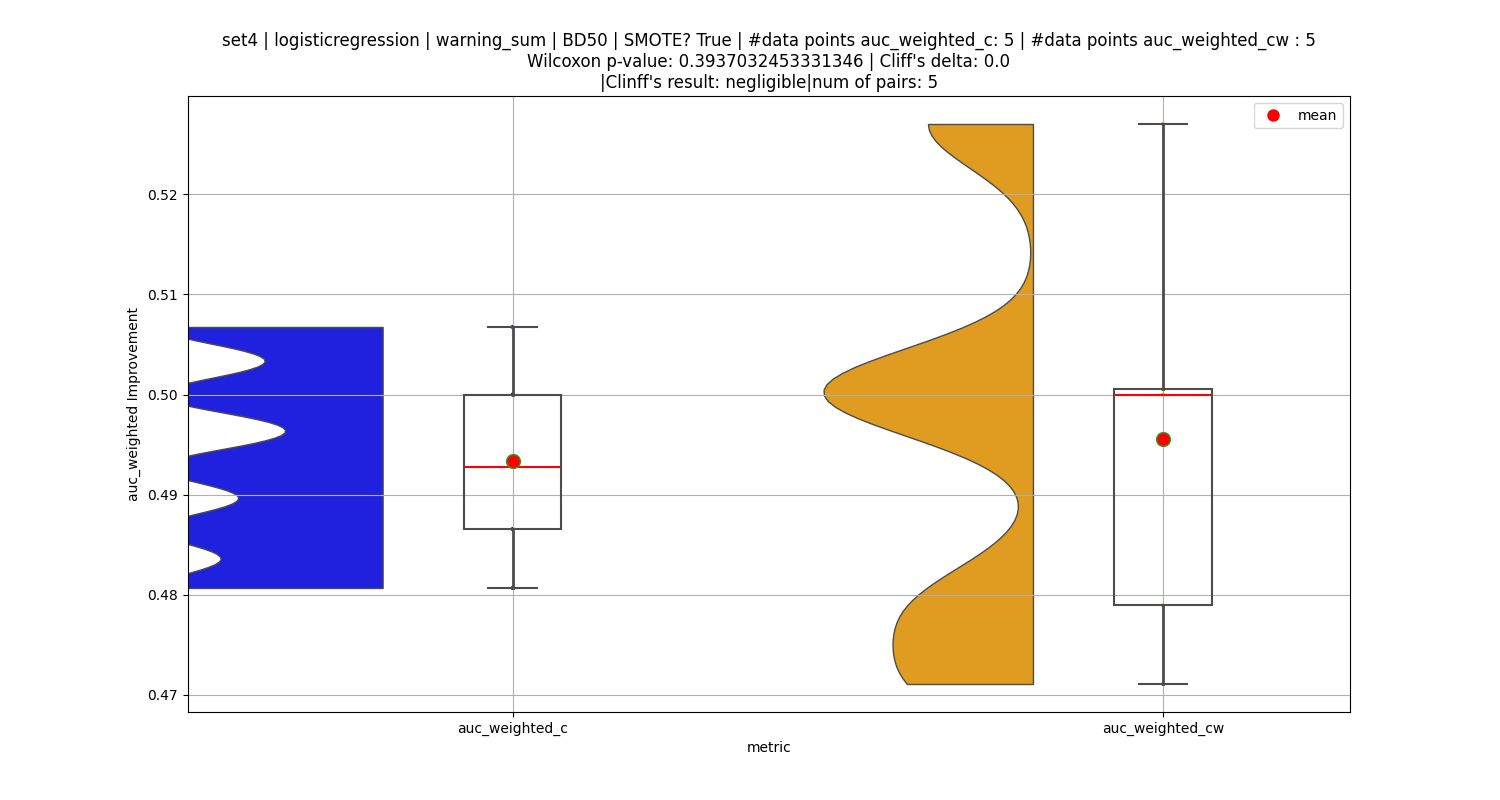 set4 | logisticregression | warning_sum | BD50 | SMOTE? True | #data points auc_weighted_c: 5 | #data points auc_weighted_cw : 5
Wilcoxon p-value: 0.3937032453331346 | Cliff's delta: 0.0
|Clinff's result: negligible|num of pairs: 5
mean
0.52
0.51
0.50
0.49
0.48
0.47
auc_weighted Improvement
auc_weighted_c
auc_weighted_cw
metric